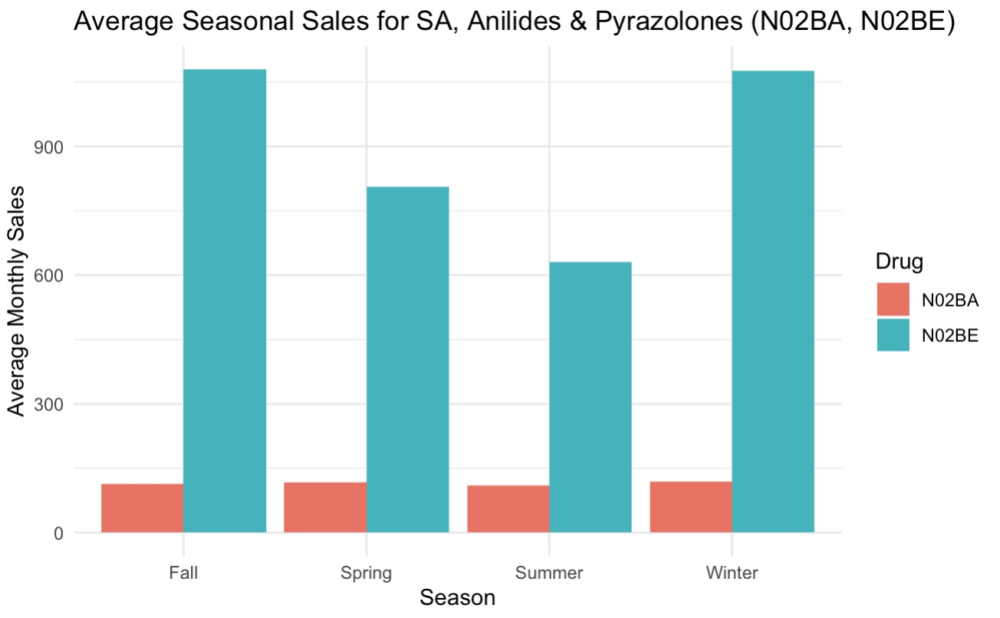 Average Seasonal Sales for SA, Anilides & Pyrazolones (N02BA, N02BE)
Average Monthly Sales
900
600
300
0
Fall Spring Summer Winter
Season
Drug
N02BA
N02BE